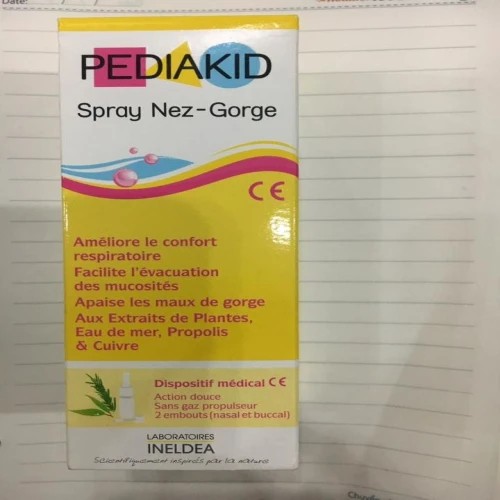 Date:
PEDIAKID
Spray Nez-Gorge
CE
Améliore le confort
respiratoire
Facilite l'évacuation
des mucosités
Apaise les maux de gorge
Aux Extraits de Plantes,
Eau de mer, Propolis
& Cuivre
Dispositif médical CE
Action douce
Sans gaz propulseur
2 embouts (nasal et buccal)
LABORATOIRES
INELDEA
Scientifiquement inspirés par la nature